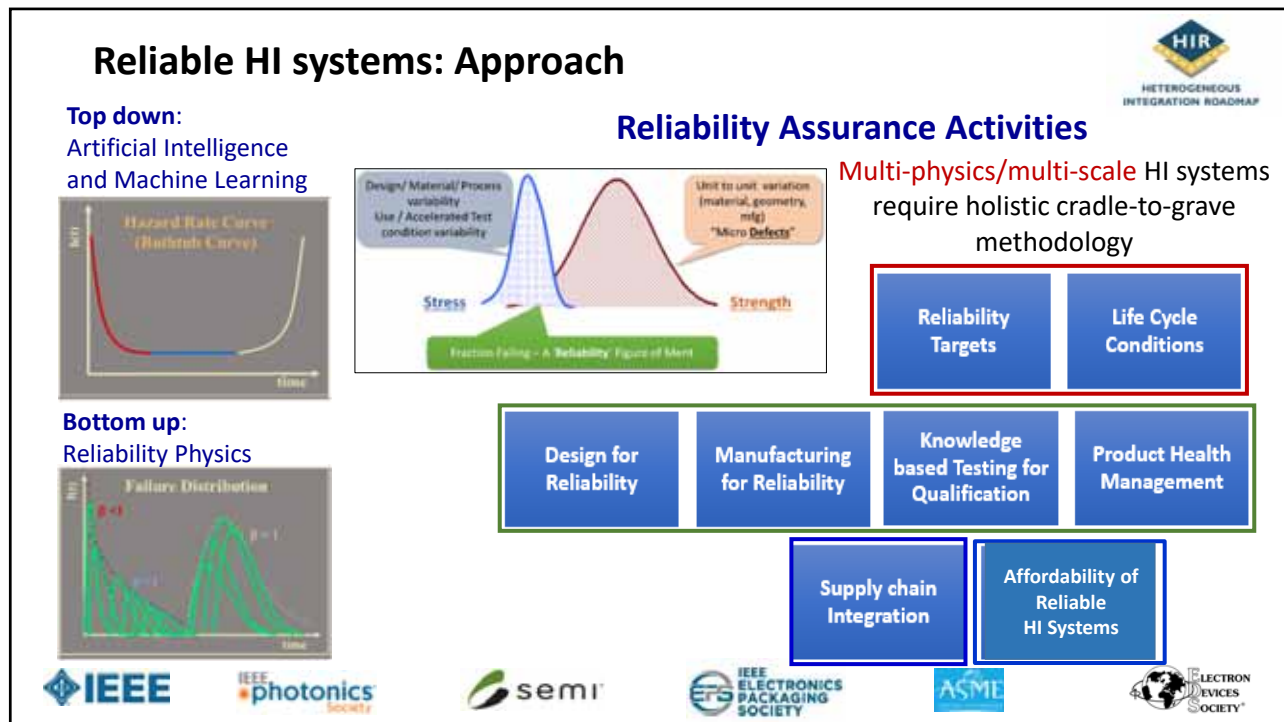 Reliable HI systems: Approach
HIR
HETEROGENEOUS
INTEGRATION ROADMAP
Top down:
Artificial Intelligence
and Machine Learning
h(t)
Hazard Rate Curve
(Bathtub Curve)
time
Bottom up:
Reliability Physics
f(t)
Failure Distribution
β <1
β = 1
time
Reliability Assurance Activities
Design/ Material/ Process
variability
Use / Accelerated Test
condition variability
Unit to unit variation
(material, geometry,
mfg)
"Micro Defects"
Stress
Strength
Fraction Failing – A 'Reliability' Figure of Merit
Multi-physics/multi-scale HI systems
require holistic cradle-to-grave
methodology
Reliability
Targets
Life Cycle
Conditions
Design for
Reliability
Manufacturing
for Reliability
Knowledge
based Testing for
Qualification
Product Health
Management
Supply chain
Integration
Affordability of
Reliable
HI Systems
IEEE
IEEE
photonics
Society
semi
EPS
IEEE
ELECTRONICS
PACKAGING
SOCIETY
ASME
ELECTRON
DEVICES
SOCIETY®